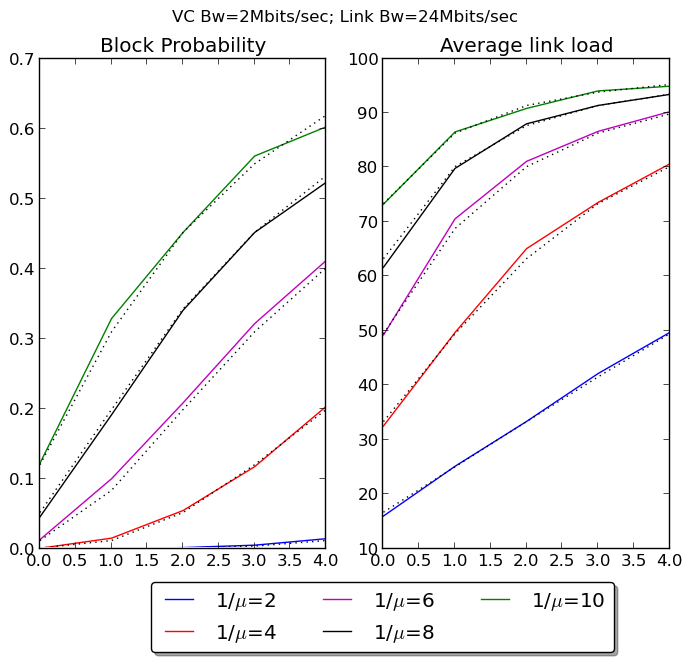 VC Bw=2Mbits/sec; Link Bw=24Mbits/sec
Block Probability
0.7
0.6
0.5
0.4
0.3
0.2
0.1
0.0
0.0 0.5 1.0 1.5 2.0 2.5 3.0 3.5 4.0
Average link load
100
90
80
70
60
50
40
30
20
10
0.0 0.5 1.0 1.5 2.0 2.5 3.0 3.5 4.0
1/μ=2 1/μ=6 1/μ=10
1/μ=4 1/μ=8